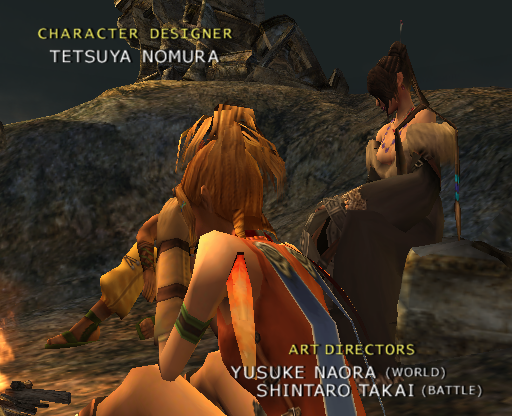 CHARACTER DESIGNER
TETSUYA NOMURA
ART DIRECTORS
YUSUKE NAORA (WORLD)
SHINTARO TAKAI (BATTLE)